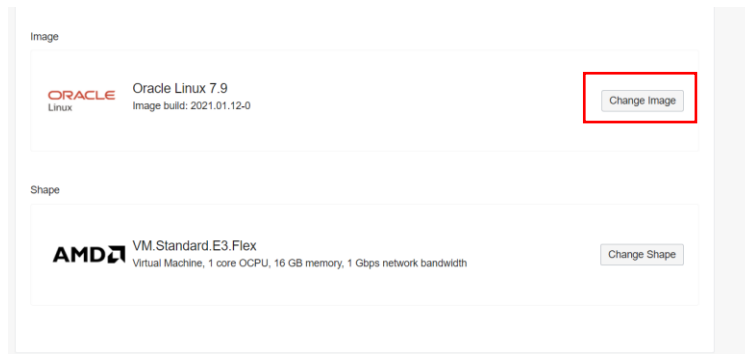 Image
ORACLE
Linux
Oracle Linux 7.9
Image build: 2021.01.12-0
Change Image
Shape
AMD
VM.Standard.E3.Flex
Virtual Machine, 1 core OCPU, 16 GB memory, 1 Gbps network bandwidth
Change Shape